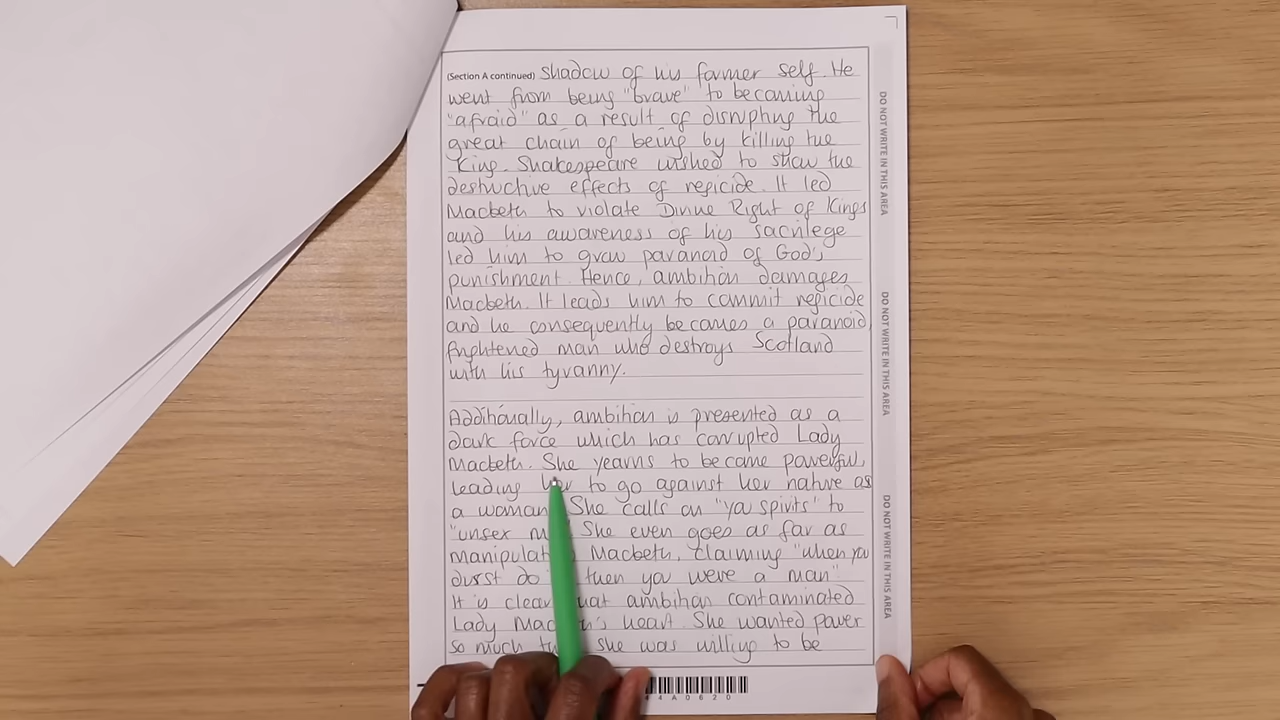 (Section A continued) shadow of his former self. He
went from being "brave" to becoming
"afraid" as a result of disrupting the
great chain of being by killing the
King. Shakespeare wished to show the
destructive effects of regicide. It led
Macbeth to violate Divine Right of Kings
and his awareness of his sacrilege
led him to grow paranoid of God's
punishment. Hence, ambition damages
Macbeth. It leads him to commit regicide
and he consequently becomes a paranoid,
frightened man who destroys Scotland
with his tyranny.
Additionally, ambition is presented as a
dark force which has corrupted Lady
Macbeth. She yearns to become powerful,
leading her to go against her nature as
a woman. She calls on "you spirits" to
"unsex She even goes as far as
Macbeth, claiming "when you
durst do then you were a man"
It is clear that ambition contaminated
Lady heart. She wanted power
so much she was willing to be
DO NOT WRITE IN THIS AREA
DO NOT WRITE IN THIS AREA
DO NOT WRITE IN THIS AREA
4 A 0 6 2 0